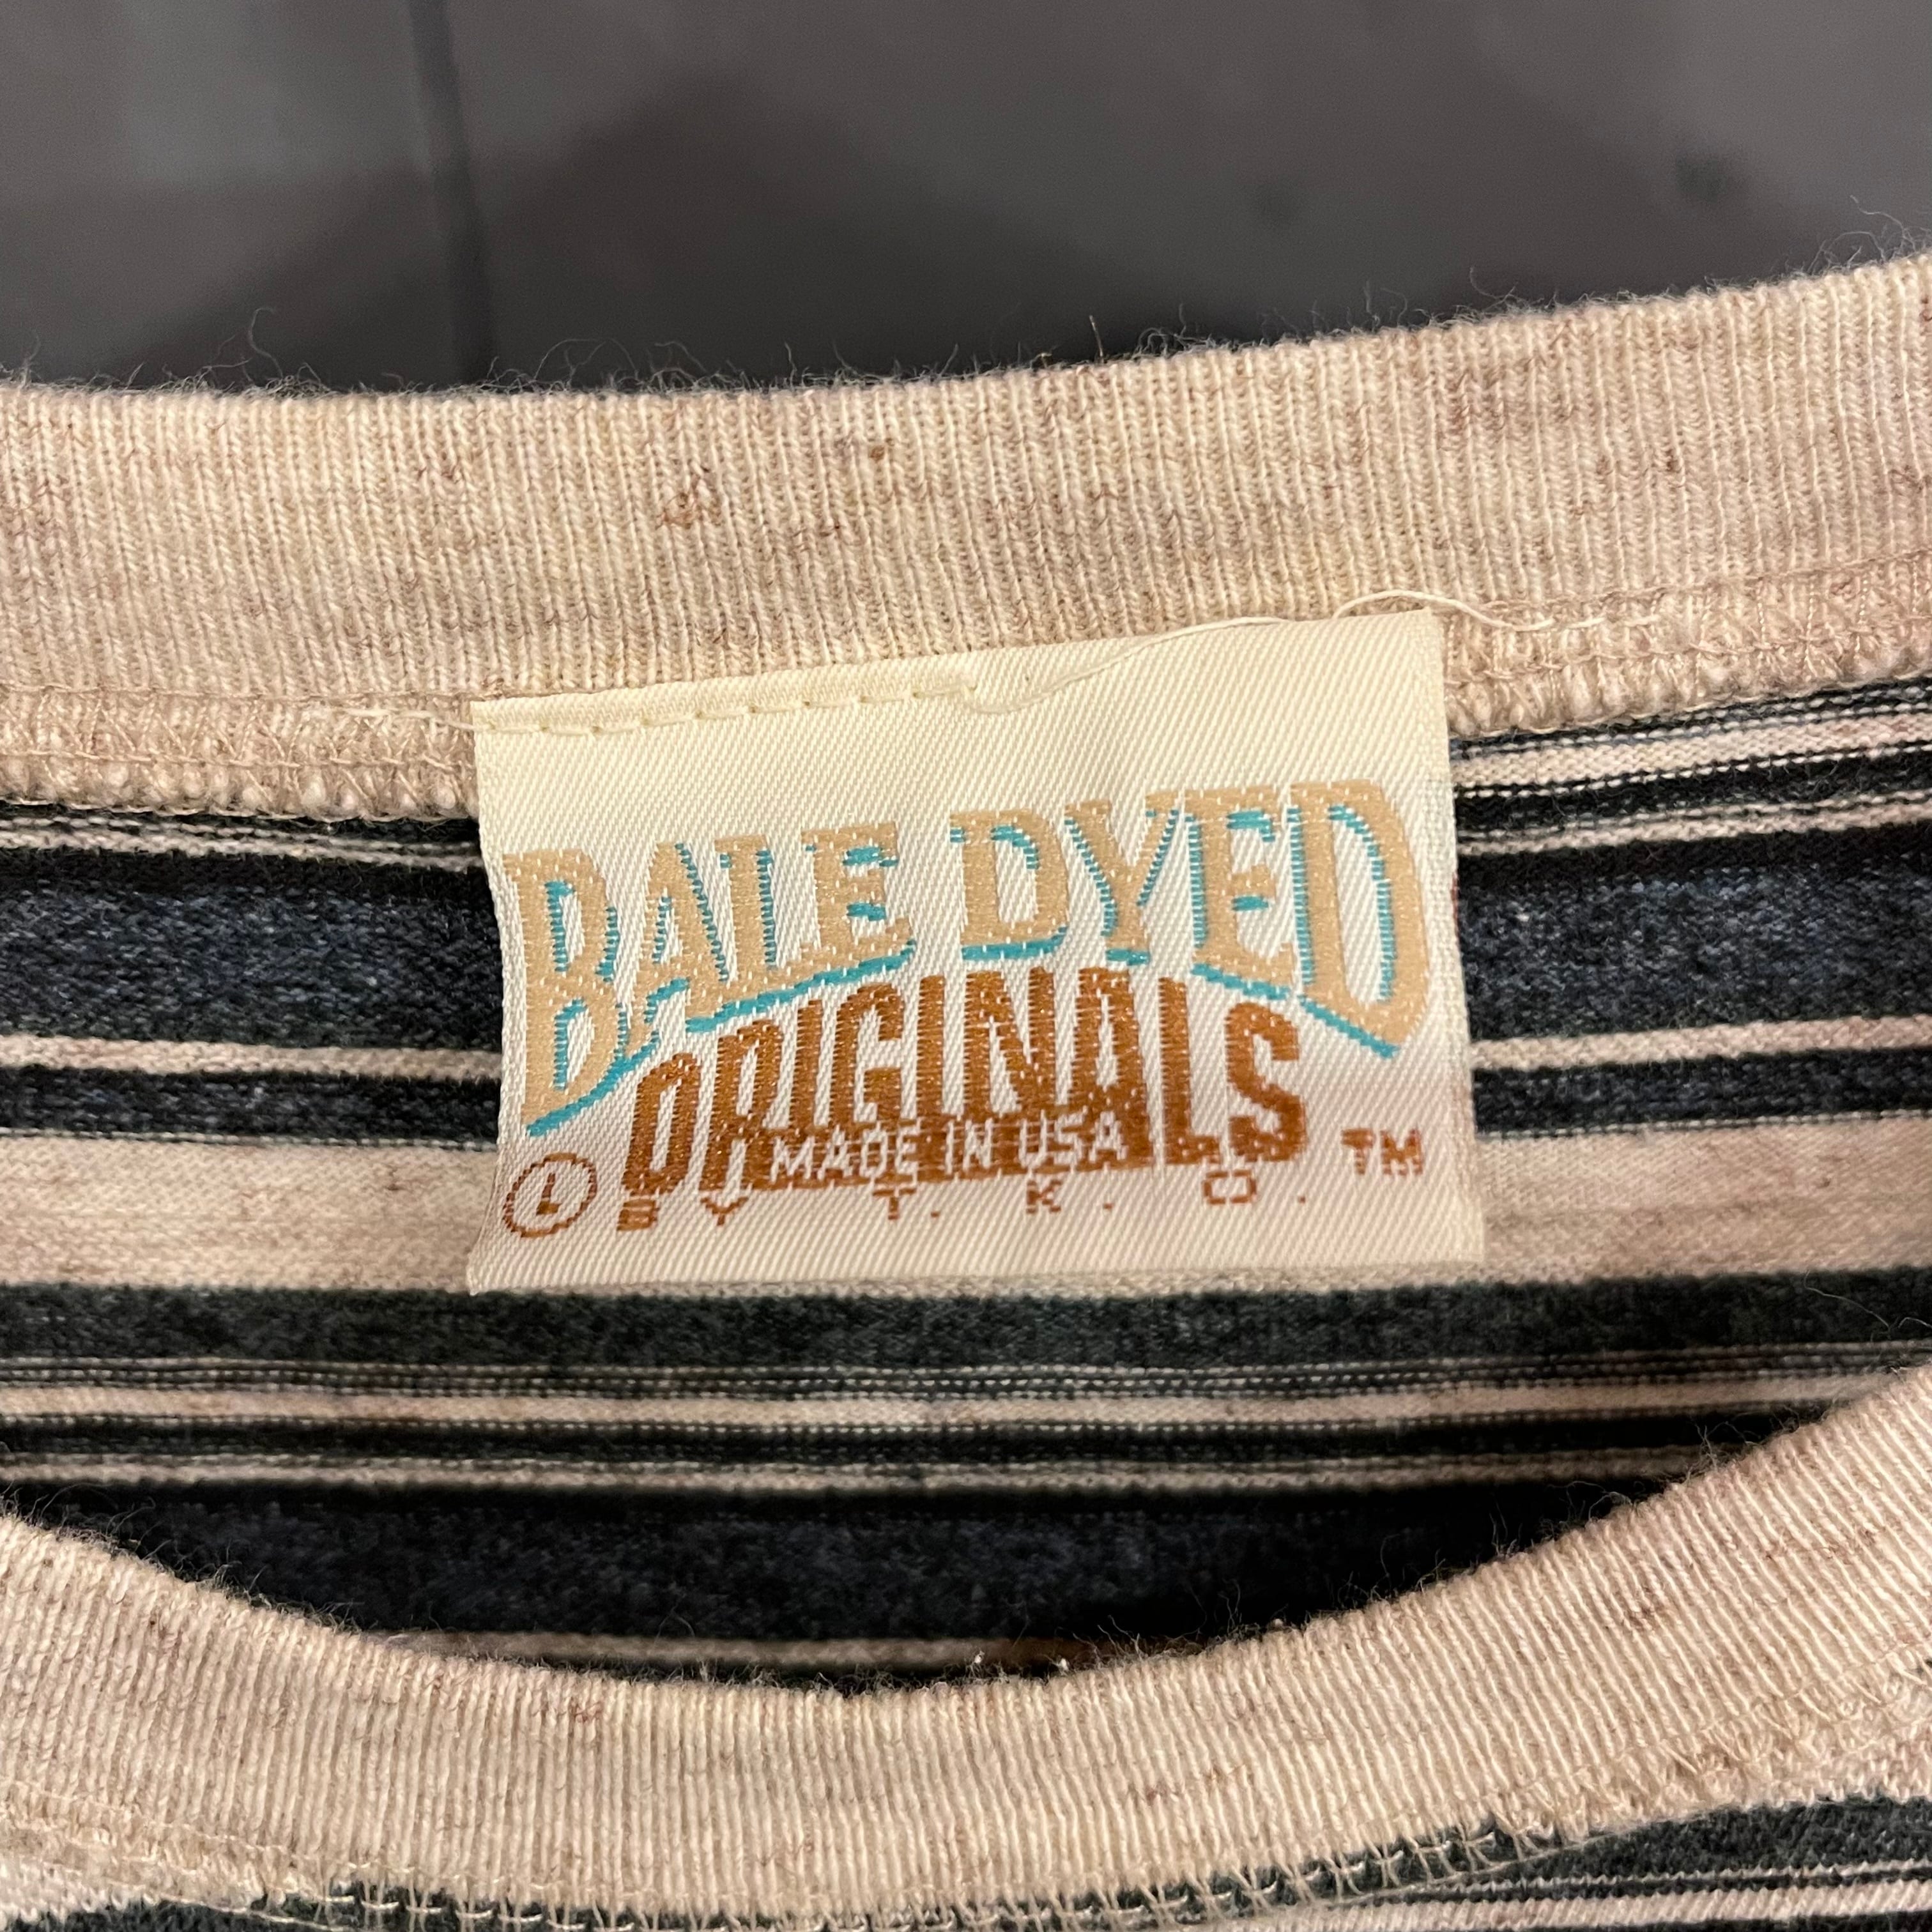 BALE DYED
ORIGINALS
MADE IN USA
L BY T.K.O. TM